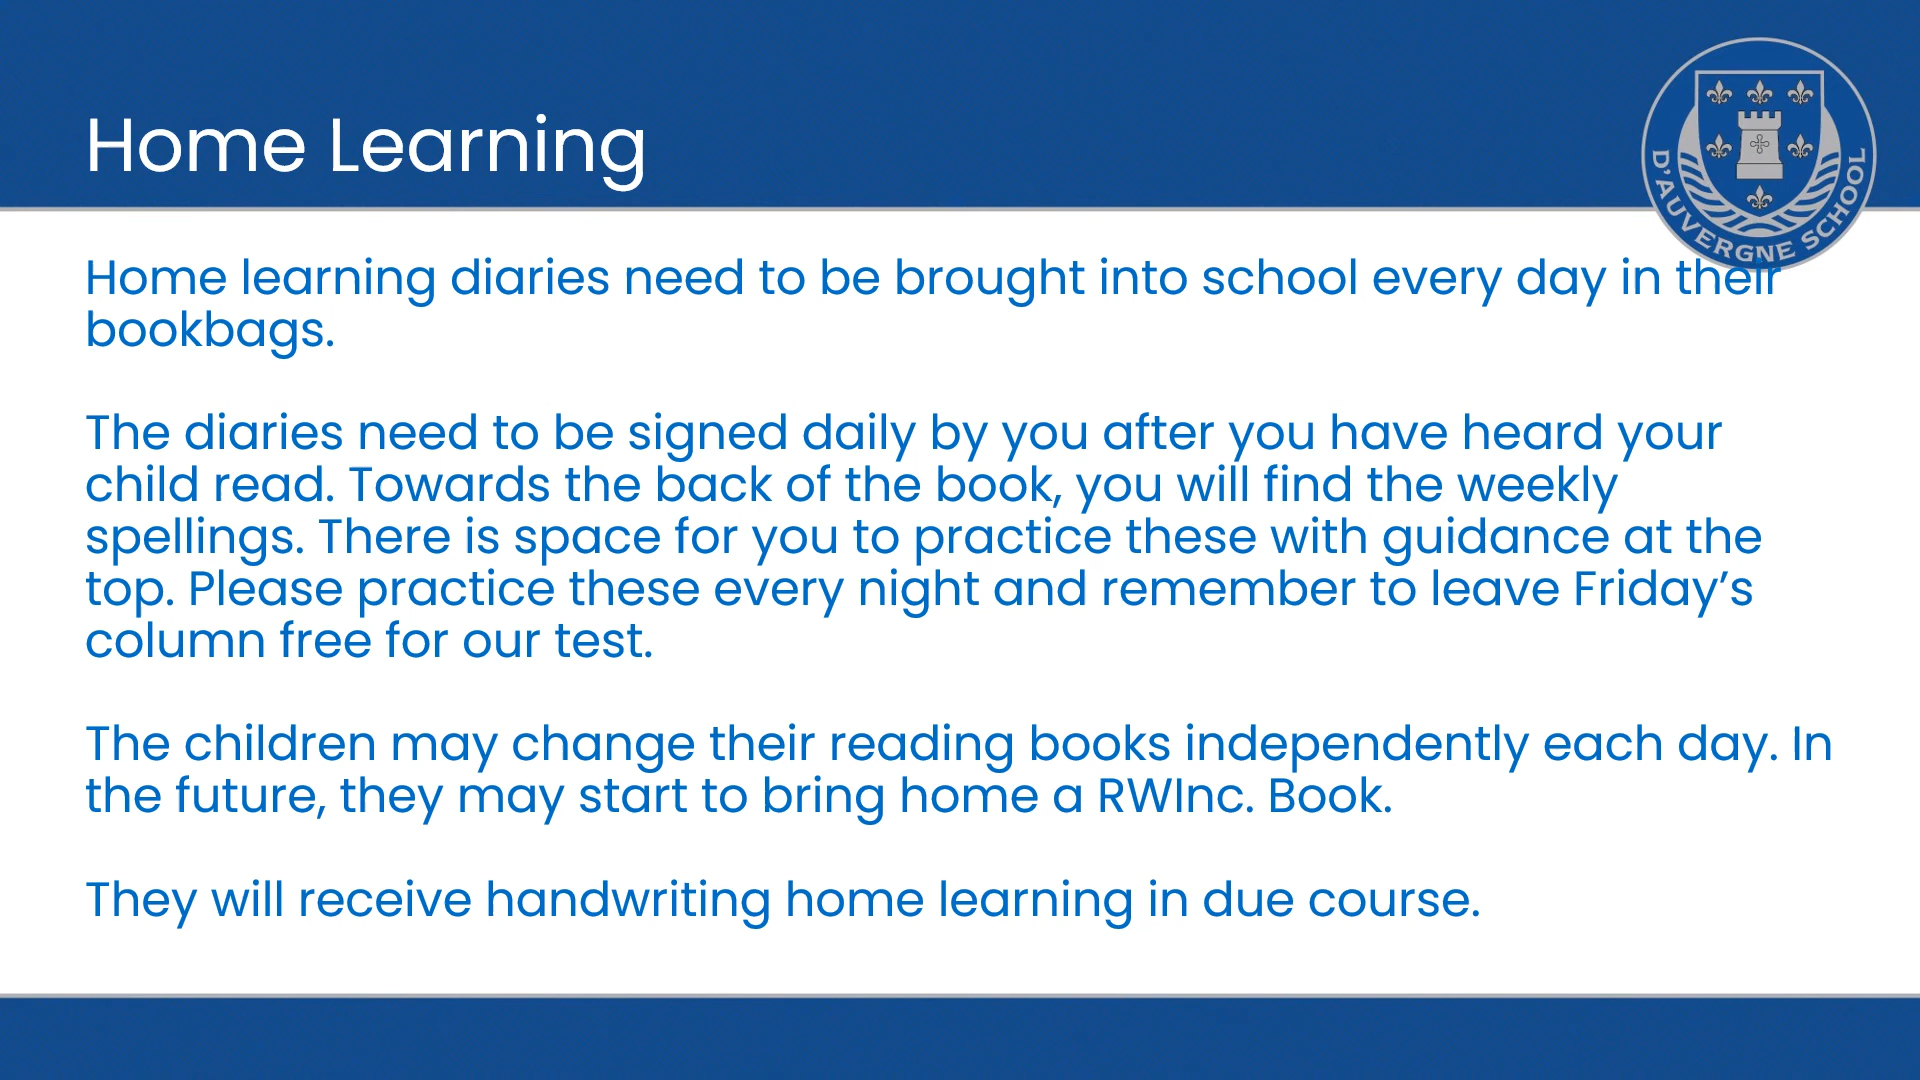 Home Learning
D'AUVERGNE SCHOOL
Home learning diaries need to be brought into school every day in their
bookbags.
The diaries need to be signed daily by you after you have heard your
child read. Towards the back of the book, you will find the weekly
spellings. There is space for you to practice these with guidance at the
top. Please practice these every night and remember to leave Friday’s
column free for our test.
The children may change their reading books independently each day. In
the future, they may start to bring home a RWInc. Book.
They will receive handwriting home learning in due course.